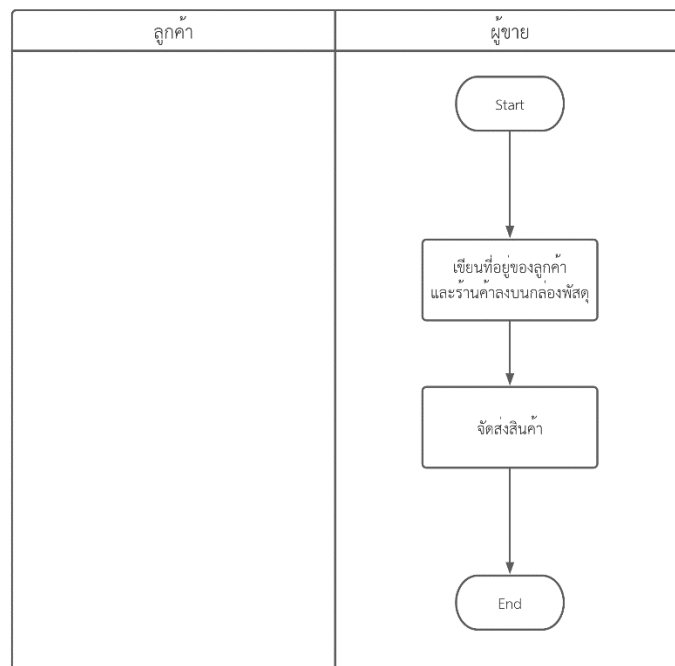 ลูกค้า
ผู้ขาย
Start
เขียนที่อยู่ของลูกค้า
และร้านค้าลงบนกล่องพัสดุ
จัดส่งสินค้า
End